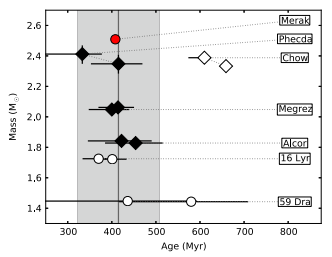 2.6
2.4
2.2
2.0
1.8
1.6
1.4
Mass (M☉)
Merak
Phecda
Chow
Megrez
Alcor
16 Lyr
59 Dra
300 400 500 600 700 800
Age (Myr)